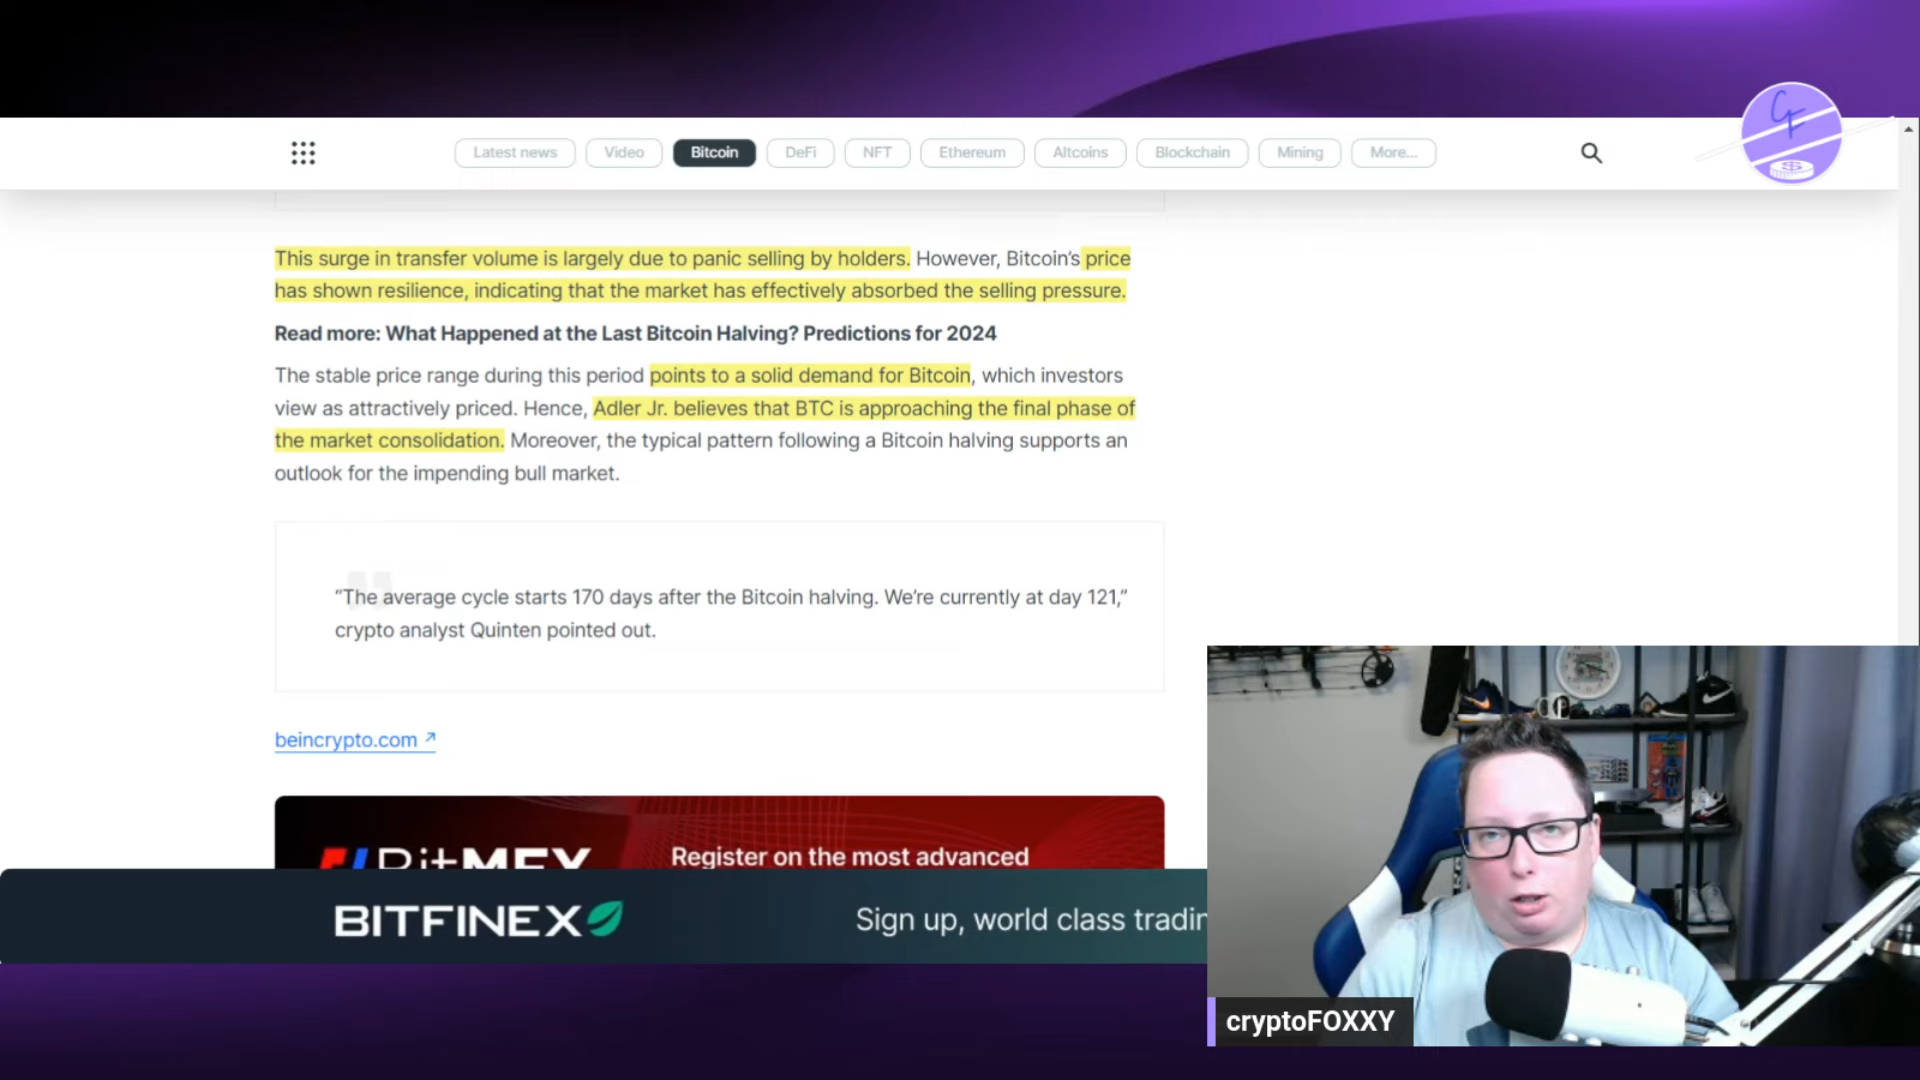 Latest news Video Bitcoin DeFi NFT Ethereum Altcoins Blockchain Mining More...
This surge in transfer volume is largely due to panic selling by holders. However, Bitcoin's price
has shown resilience, indicating that the market has effectively absorbed the selling pressure.
Read more: What Happened at the Last Bitcoin Halving? Predictions for 2024
The stable price range during this period points to a solid demand for Bitcoin, which investors
view as attractively priced. Hence, Adler Jr. believes that BTC is approaching the final phase of
the market consolidation. Moreover, the typical pattern following a Bitcoin halving supports an
outlook for the impending bull market.
“The average cycle starts 170 days after the Bitcoin halving. We're currently at day 121,”
crypto analyst Quinten pointed out.
beincrypto.com
BitMEX Register on the most advanced
BITFINEX Sign up, world class tradin
cryptoFOXXY